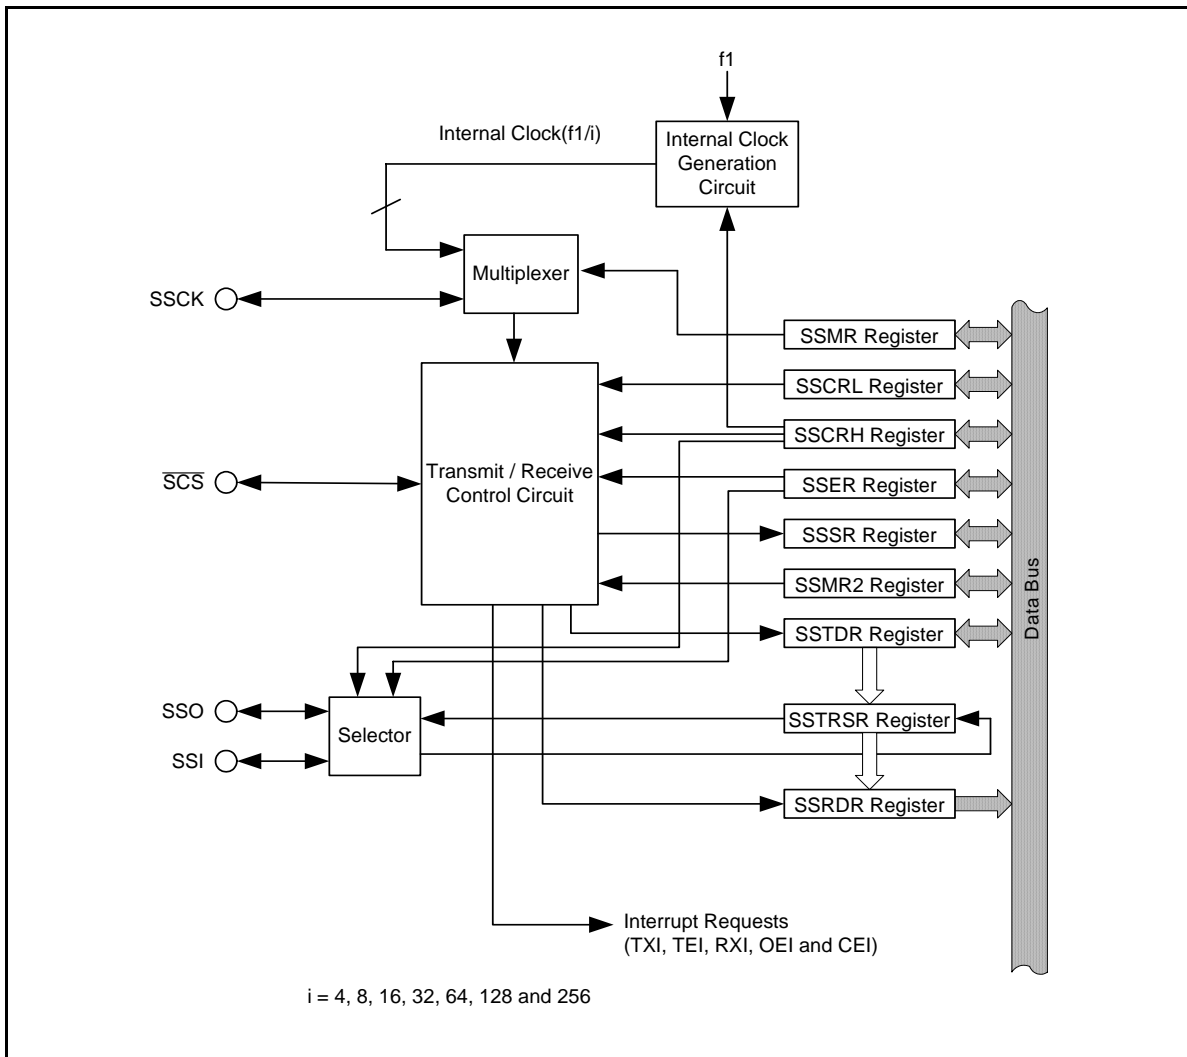 f1
Internal Clock(f1/i)
Internal Clock
Generation
Circuit
Multiplexer
SSCK
SSMR Register
SSCRL Register
SSCRH Register
SCS
Transmit / Receive
Control Circuit
SSER Register
SSSR Register
SSMR2 Register
SSTDR Register
Data Bus
SSO
SSI
Selector
SSTRSR Register
SSRDR Register
Interrupt Requests
(TXI, TEI, RXI, OEI and CEI)
i = 4, 8, 16, 32, 64, 128 and 256